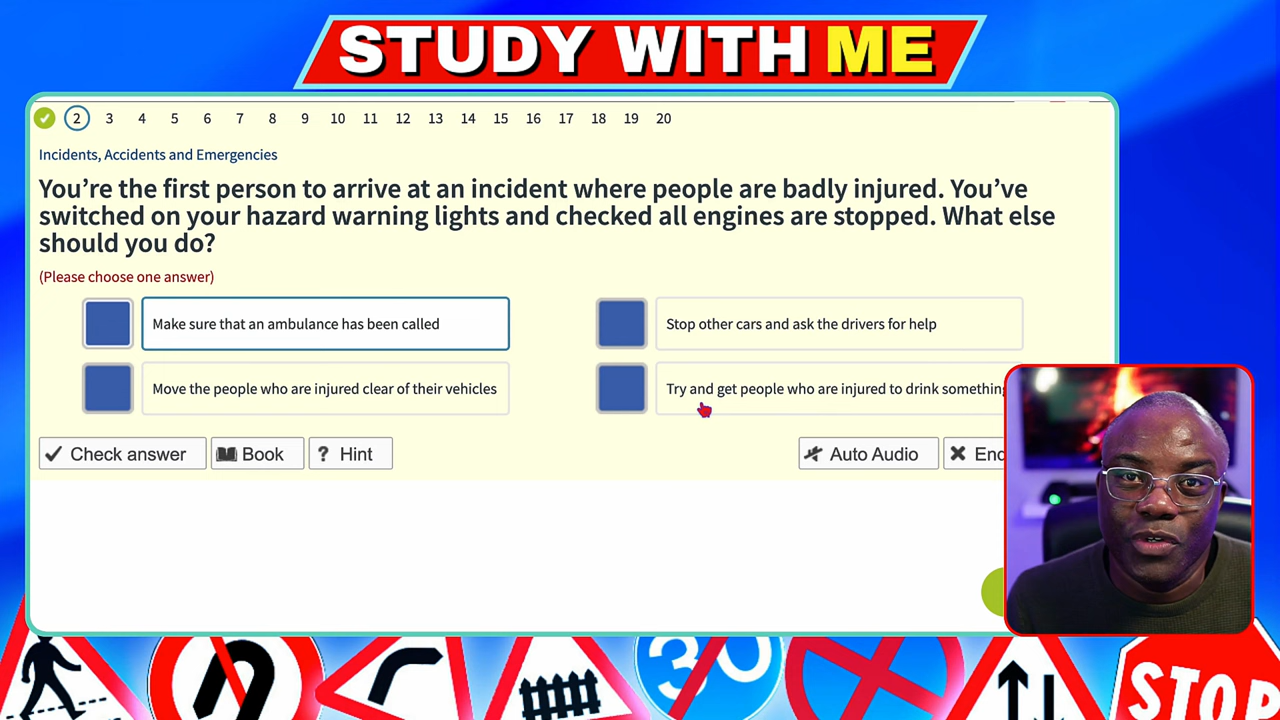 STUDY WITH ME
2 3 4 5 6 7 8 9 10 11 12 13 14 15 16 17 18 19 20
Incidents, Accidents and Emergencies
You’re the first person to arrive at an incident where people are badly injured. You’ve
switched on your hazard warning lights and checked all engines are stopped. What else
should you do?
(Please choose one answer)
Make sure that an ambulance has been called
Stop other cars and ask the drivers for help
Move the people who are injured clear of their vehicles
Try and get people who are injured to drink something
Check answer
Book
? Hint
Auto Audio
30
STOP